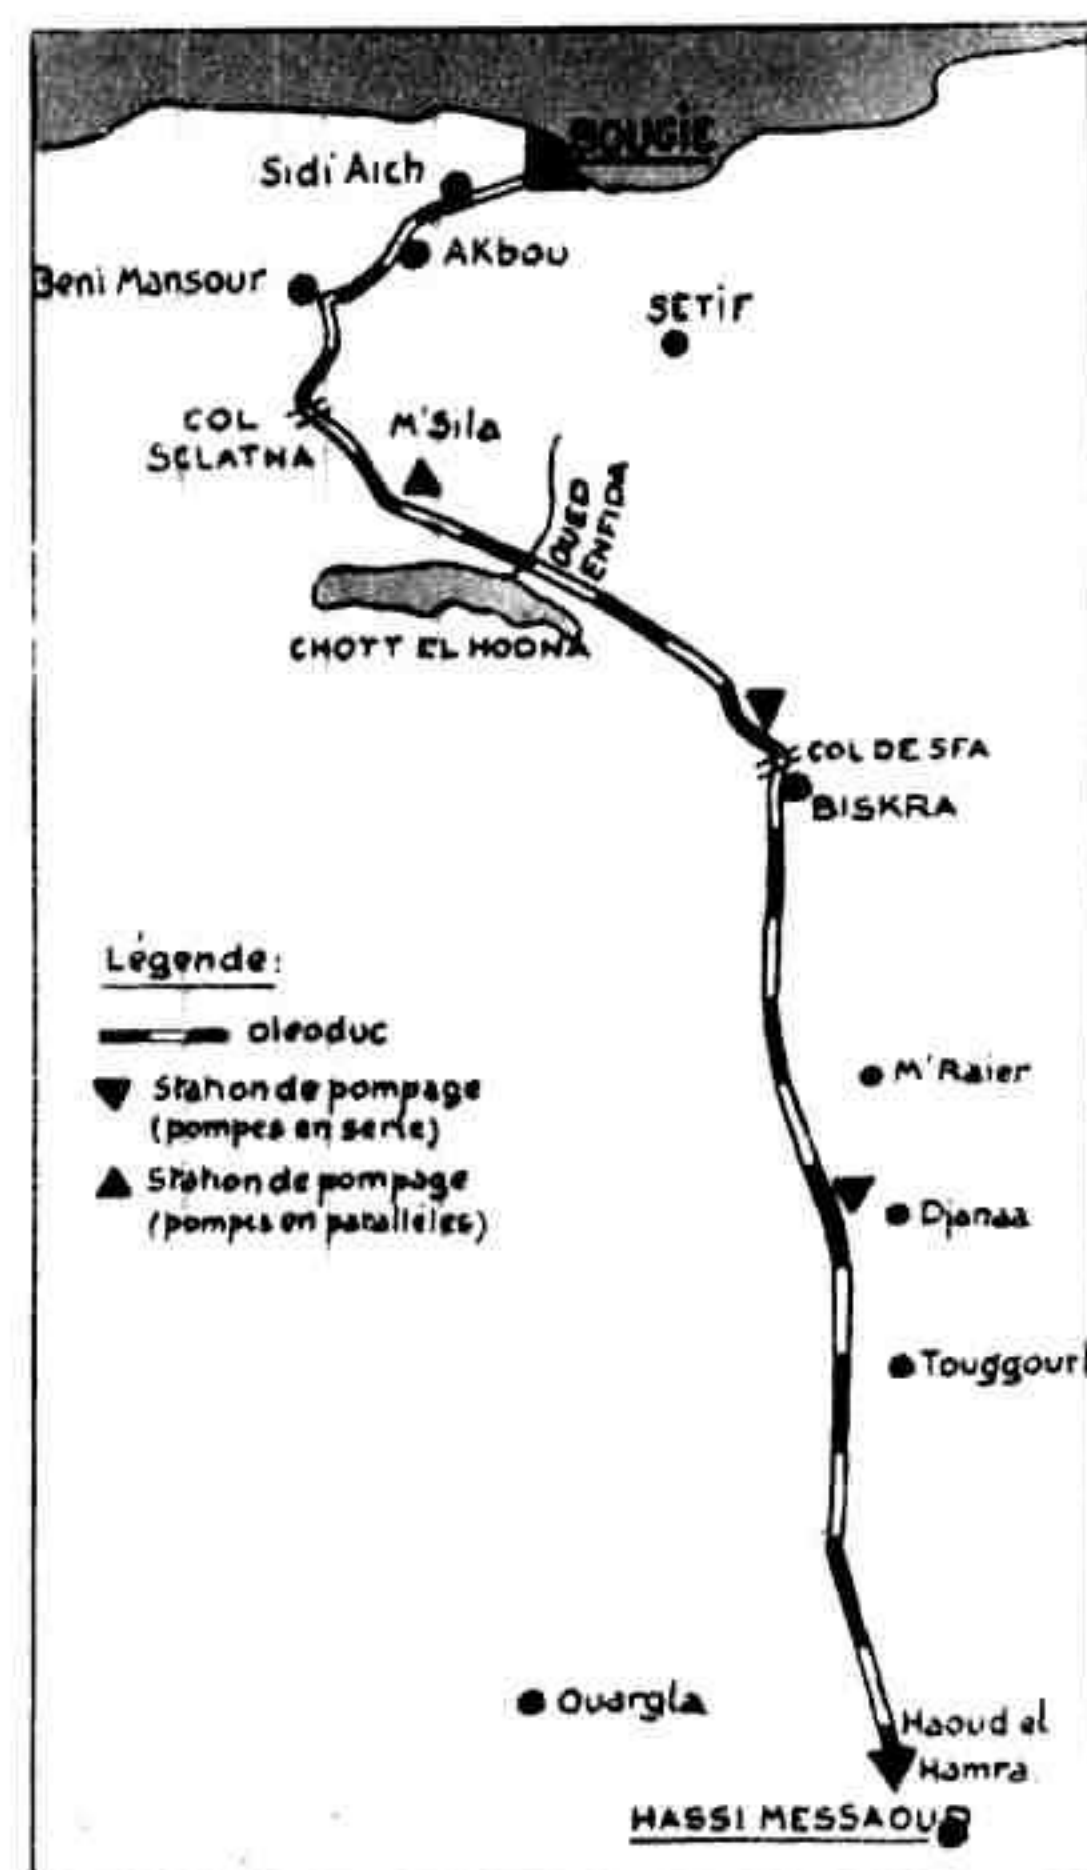 BOUGIE
Sidi Aich
Akbou
Beni Mansour
SETIF
COL
SELATNA
M'Sila
OUED
ENFIDA
CHOTT EL HODNA
COL DE SFA
BISKRA
Légende:
oleoduc
Station de pompage
(pompes en serie)
Station de pompage
(pompes en paralleles)
M'Raier
Djamaa
Touggourt
Ouargla
Haoud el
Hamra
HASSI MESSAOUD